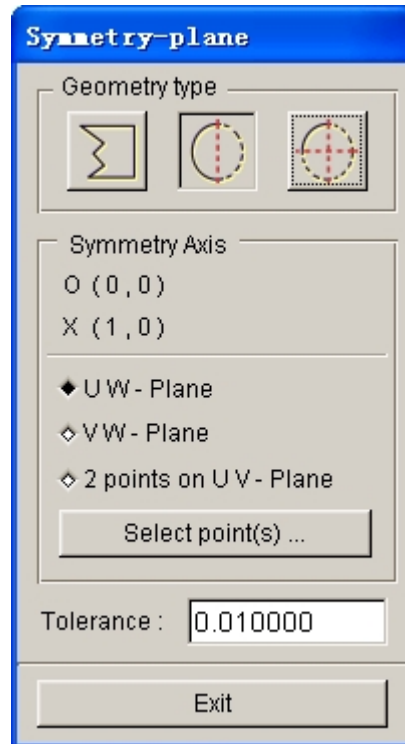 Symmetry-plane
Geometry type
Symmetry Axis
O ( 0 , 0 )
X ( 1 , 0 )
U W - Plane
V W - Plane
2 points on U V - Plane
Select point(s) ...
Tolerance : 0.010000
Exit